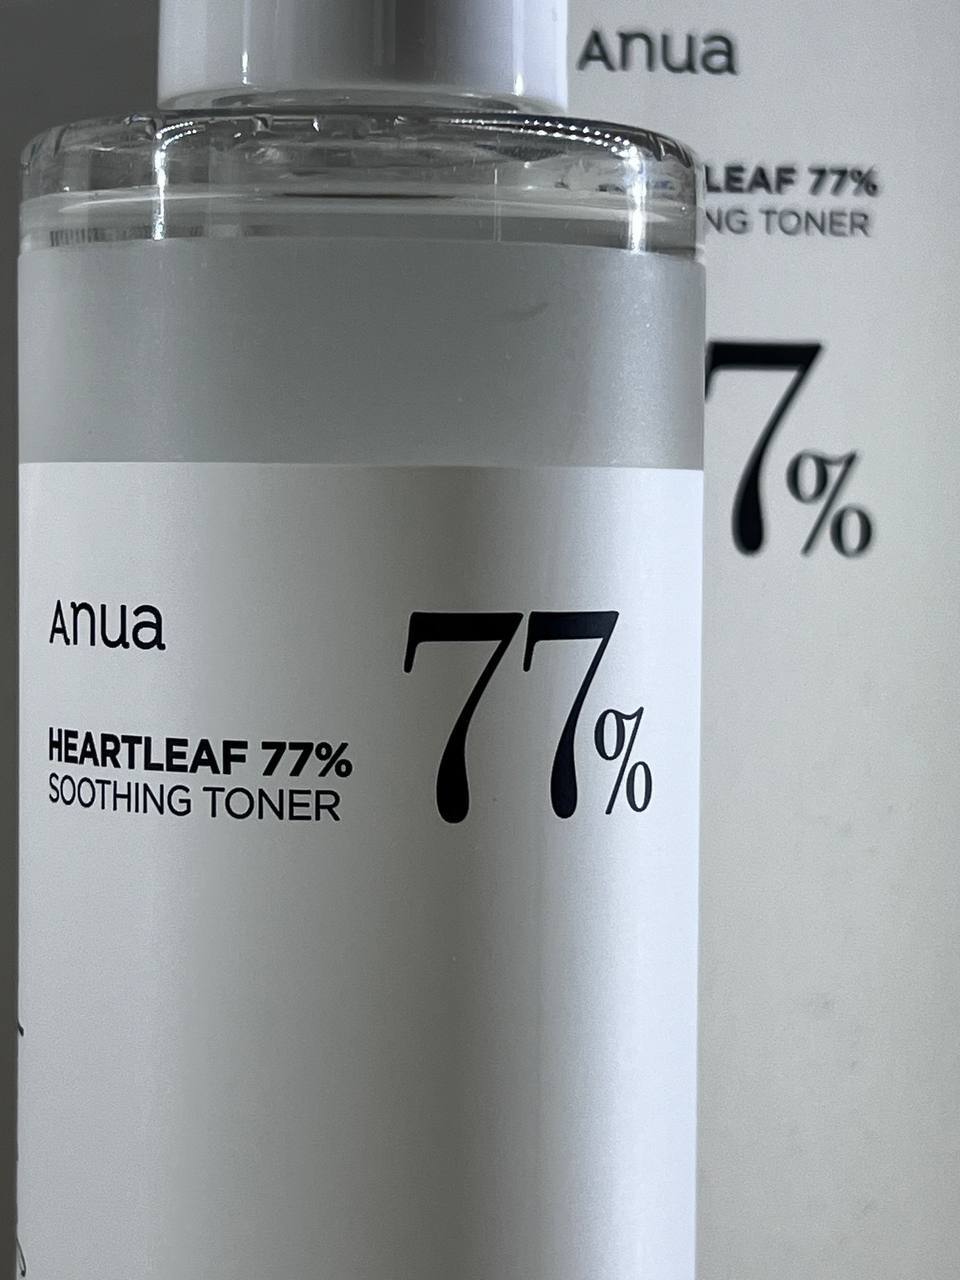 Anua
LEAF 77%
NG TONER
7%
Anua
77%
HEARTLEAF 77%
SOOTHING TONER